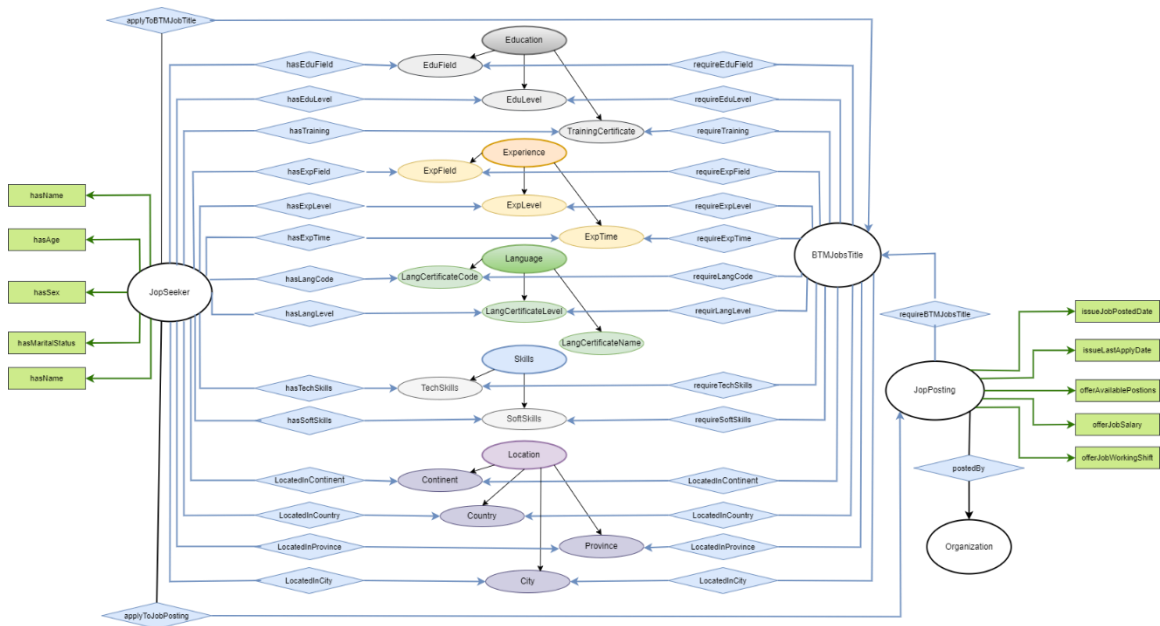 applyToBTMJobTitle
Education
hasEduField
EduField
requireEduField
hasEduLevel
EduLevel
requireEduLevel
hasTraining
TrainingCertificate
requireTraining
Experience
hasExpField
ExpField
requireExpField
hasName
hasExpLevel
ExpLevel
requireExpLevel
hasAge
hasExpTime
ExpTime
requireExpTime
BTMJobsTitle
Language
hasLangCode
LangCertificateCode
requireLangCode
JopSeeker
hasSex
hasLangLevel
LangCertificateLevel
requirLangLevel
requireBTMJobsTitle
issueJobPostedDate
hasMaritalStatus
LangCertificateName
issueLastApplyDate
Skills
hasName
hasTechSkills
TechSkills
requireTechSkills
JopPosting
offerAvailablePostions
hasSoftSkills
SoftSkills
requireSoftSkills
offerJobSalary
Location
offerJobWorkingShift
postedBy
LocatedInContinent
Continent
LocatedInContinent
LocatedInCountry
Country
LocatedInCountry
LocatedInProvince
Province
LocatedInProvince
Organization
LocatedInCity
City
LocatedInCity
applyToJobPosting